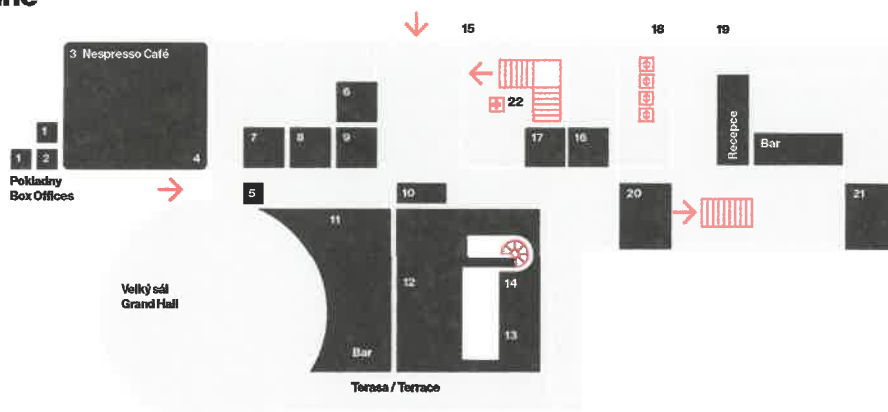 15
18
19
3 Nespresso Café
22
6
1
7
8
9
17
16
Recepce
Bar
1
2
4
Pokladny
Box Offices
5
10
20
21
11
12
14
Velký sál
Grand Hall
13
Bar
Terasa / Terrace